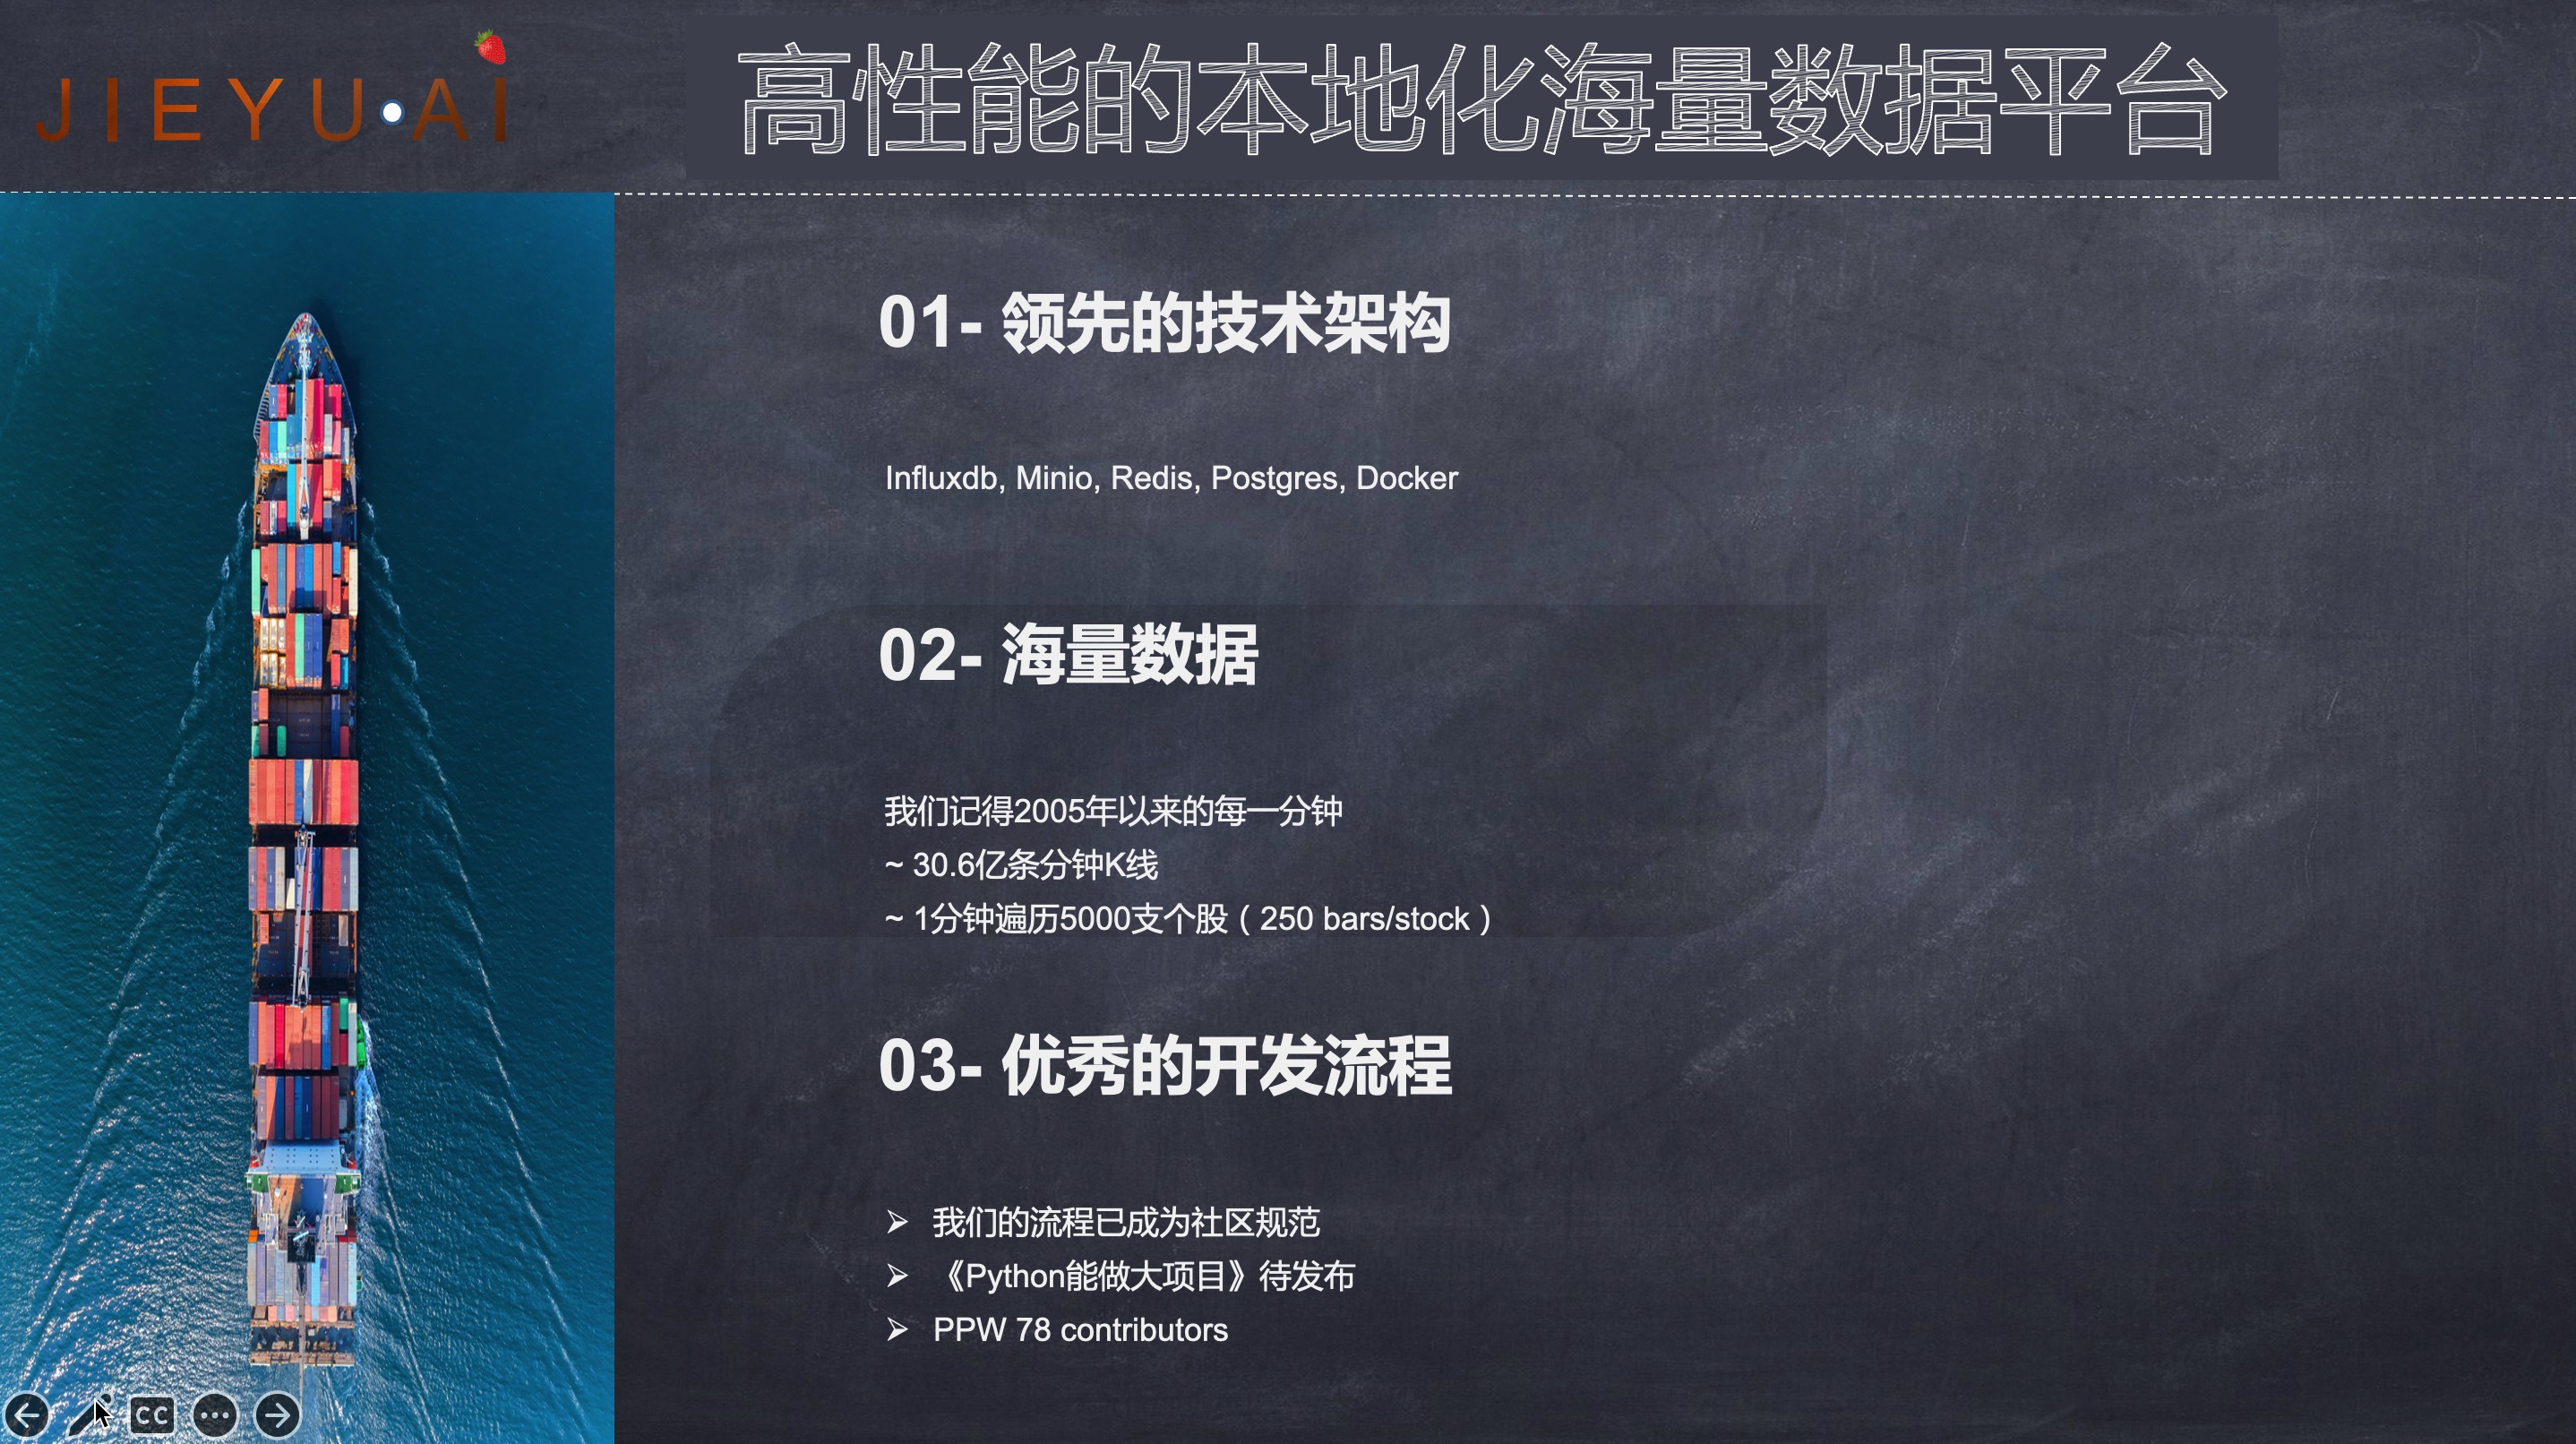 JIEYU·AI
高性能的本地化海量数据平台
01- 领先的技术架构
Influxdb, Minio, Redis, Postgres, Docker
02- 海量数据
我们记得2005年以来的每一分钟
~ 30.6亿条分钟K线
~ 1分钟遍历5000支个股（250 bars/stock）
03- 优秀的开发流程
➢ 我们的流程已成为社区规范
➢ 《Python能做大项目》待发布
➢ PPW 78 contributors
CC